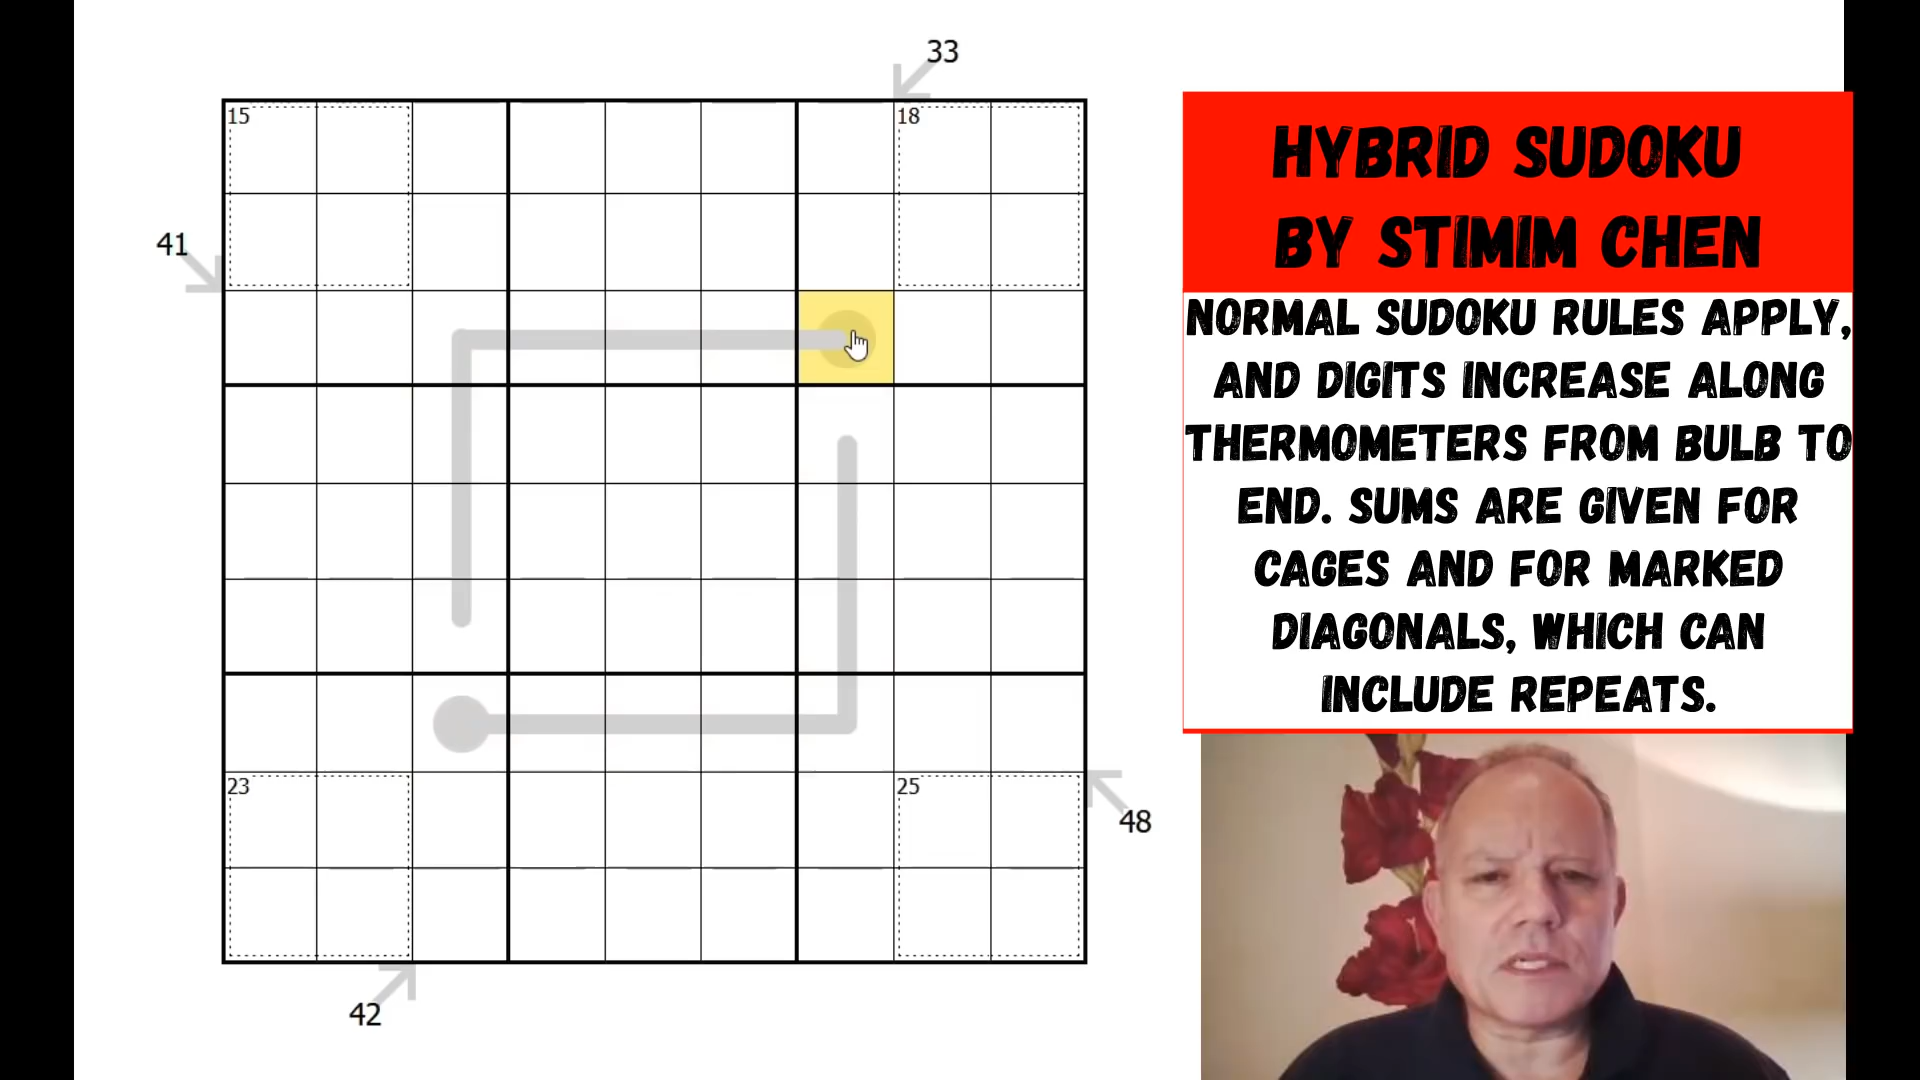 33
15
18
41
23
25
48
42
HYBRID SUDOKU
BY STIMIM CHEN
NORMAL SUDOKU RULES APPLY,
AND DIGITS INCREASE ALONG
THERMOMETERS FROM BULB TO
END. SUMS ARE GIVEN FOR
CAGES AND FOR MARKED
DIAGONALS, WHICH CAN
INCLUDE REPEATS.